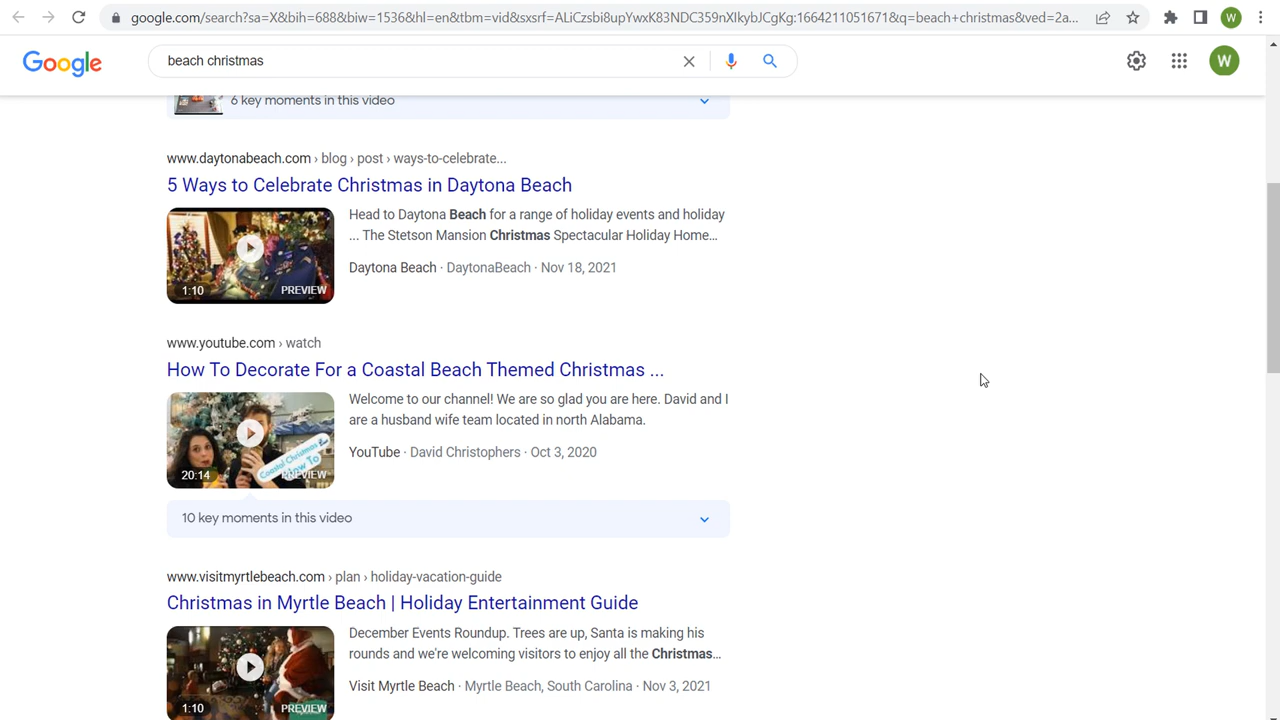 google.com/search?sa=X&bih=688&biw=1536&hl=en&tbm=vid&sxsrf=ALiCzsbi8upYwxK83NDC359nXIkybJCgKg:1664211051671&q=beach+christmas&ved=2a...
W
Google
beach christmas
W
6 key moments in this video
www.daytonabeach.com › blog › post › ways-to-celebrate...
5 Ways to Celebrate Christmas in Daytona Beach
Head to Daytona Beach for a range of holiday events and holiday
... The Stetson Mansion Christmas Spectacular Holiday Home...
Daytona Beach · DaytonaBeach · Nov 18, 2021
1:10 PREVIEW
www.youtube.com › watch
How To Decorate For a Coastal Beach Themed Christmas ...
Welcome to our channel! We are so glad you are here. David and I
are a husband wife team located in north Alabama.
YouTube · David Christophers · Oct 3, 2020
Coastal Christmas
How To
20:14 PREVIEW
10 key moments in this video
www.visitmyrtlebeach.com › plan › holiday-vacation-guide
Christmas in Myrtle Beach | Holiday Entertainment Guide
December Events Roundup. Trees are up, Santa is making his
rounds and we're welcoming visitors to enjoy all the Christmas...
Visit Myrtle Beach · Myrtle Beach, South Carolina · Nov 3, 2021
1:10 PREVIEW